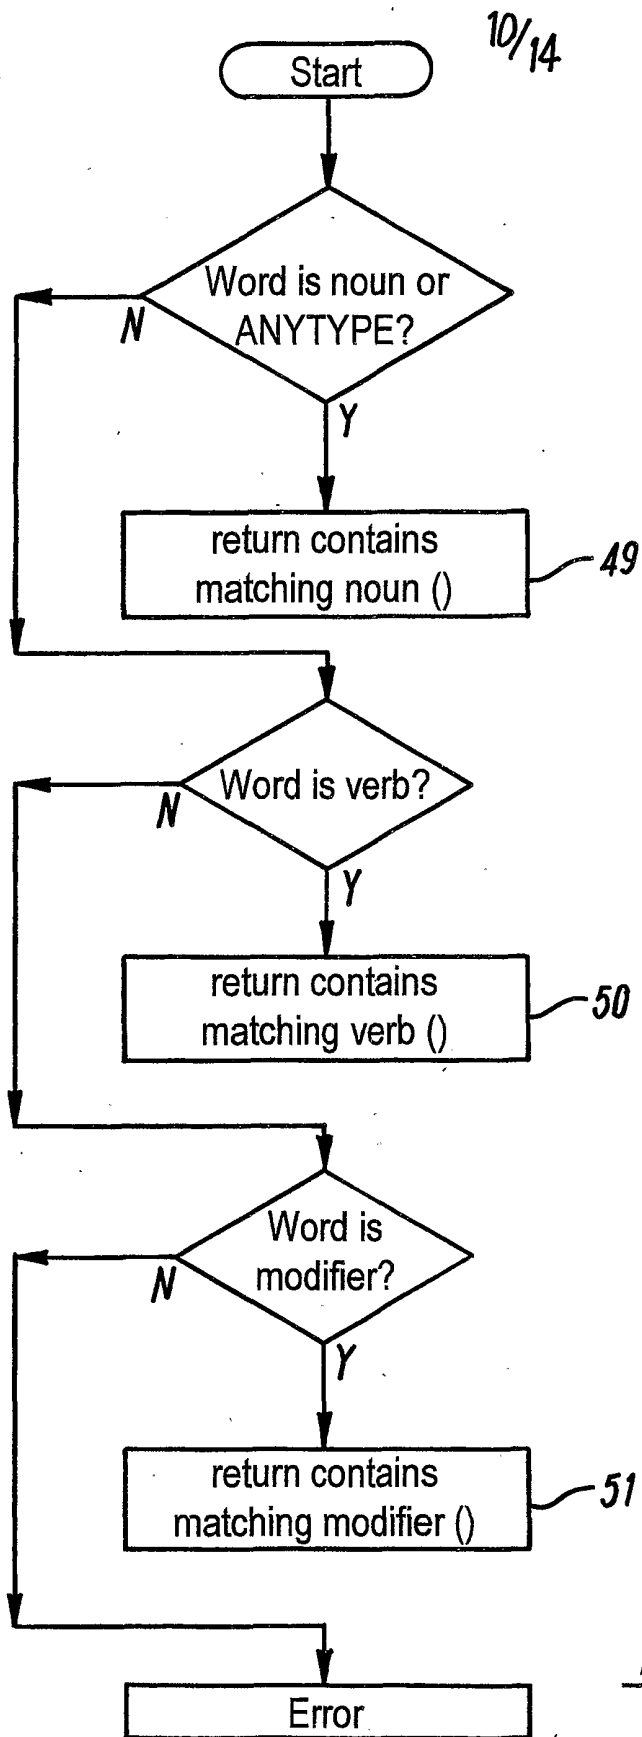 10/14
Start
Word is noun or
ANYTYPE?
N
Y
return contains
matching noun ()
49
Word is verb?
N
Y
return contains
matching verb ()
50
Word is
modifier?
N
Y
return contains
matching modifier ()
51
Error